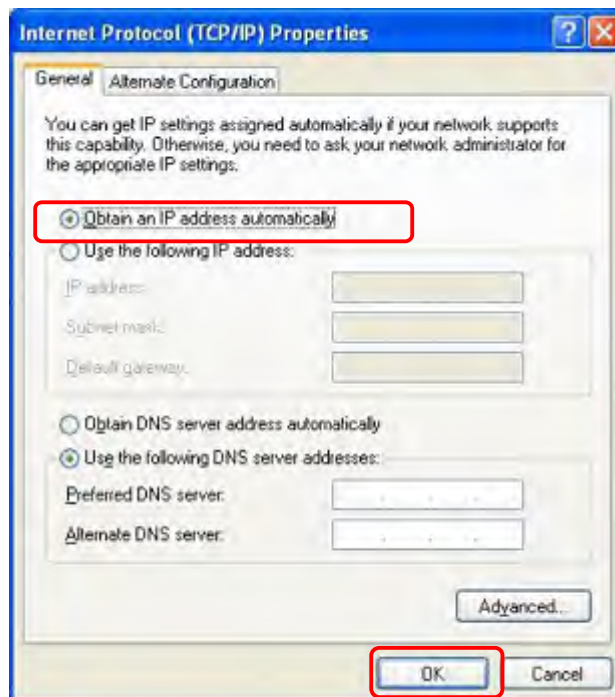 Internet Protocol (TCP/IP) Properties
General
Alternate Configuration
You can get IP settings assigned automatically if your network supports
this capability. Otherwise, you need to ask your network administrator for
the appropriate IP settings.
Obtain an IP address automatically
Use the following IP address:
IP address:
Subnet mask:
Default gateway:
Obtain DNS server address automatically
Use the following DNS server addresses:
Preferred DNS server:
Alternate DNS server:
Advanced...
OK
Cancel